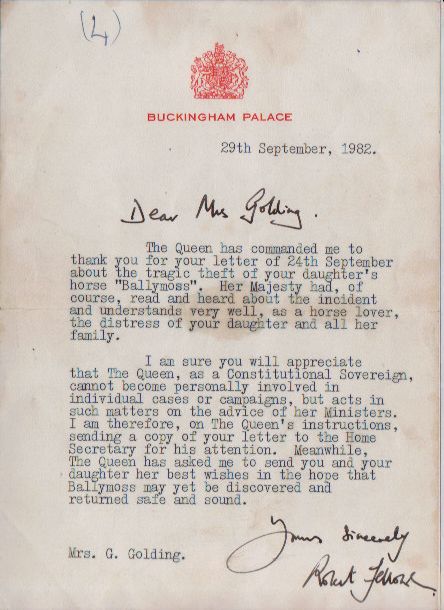 (4)
BUCKINGHAM PALACE
29th September, 1982.
Dear Mrs Golding.
The Queen has commanded me to
thank you for your letter of 24th September
about the tragic theft of your daughter's
horse "Ballymoss". Her Majesty had, of
course, read and heard about the incident
and understands very well, as a horse lover,
the distress of your daughter and all her
family.
I am sure you will appreciate
that The Queen, as a Constitutional Sovereign,
cannot become personally involved in
individual cases or campaigns, but acts in
such matters on the advice of her Ministers.
I am therefore, on The Queen's instructions,
sending a copy of your letter to the Home
Secretary for his attention. Meanwhile,
The Queen has asked me to send you and your
daughter her best wishes in the hope that
Ballymoss may yet be discovered and
returned safe and sound.
Yours sincerely
Robert Fellowes
Mrs. G. Golding.